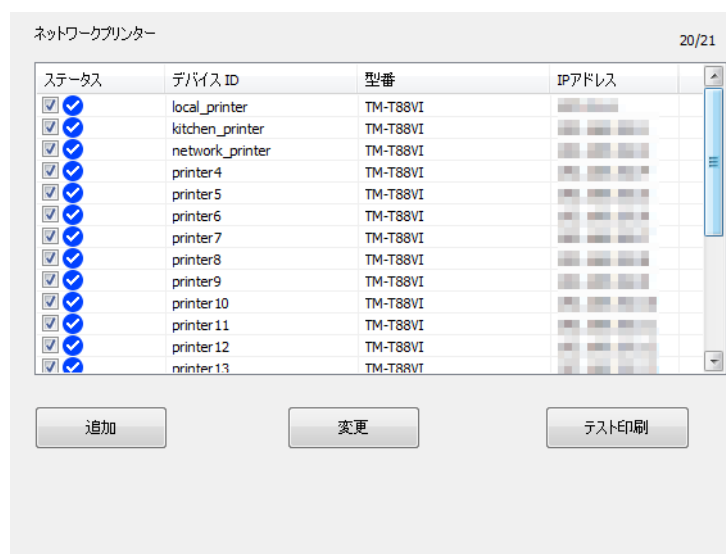 ネットワークプリンター
20/21
ステータス デバイス ID 型番 IPアドレス
local_printer TM-T88VI
kitchen_printer TM-T88VI
network_printer TM-T88VI
printer4 TM-T88VI
printer5 TM-T88VI
printer6 TM-T88VI
printer7 TM-T88VI
printer8 TM-T88VI
printer9 TM-T88VI
printer10 TM-T88VI
printer11 TM-T88VI
printer12 TM-T88VI
printer13 TM-T88VI
追加 変更 テスト印刷